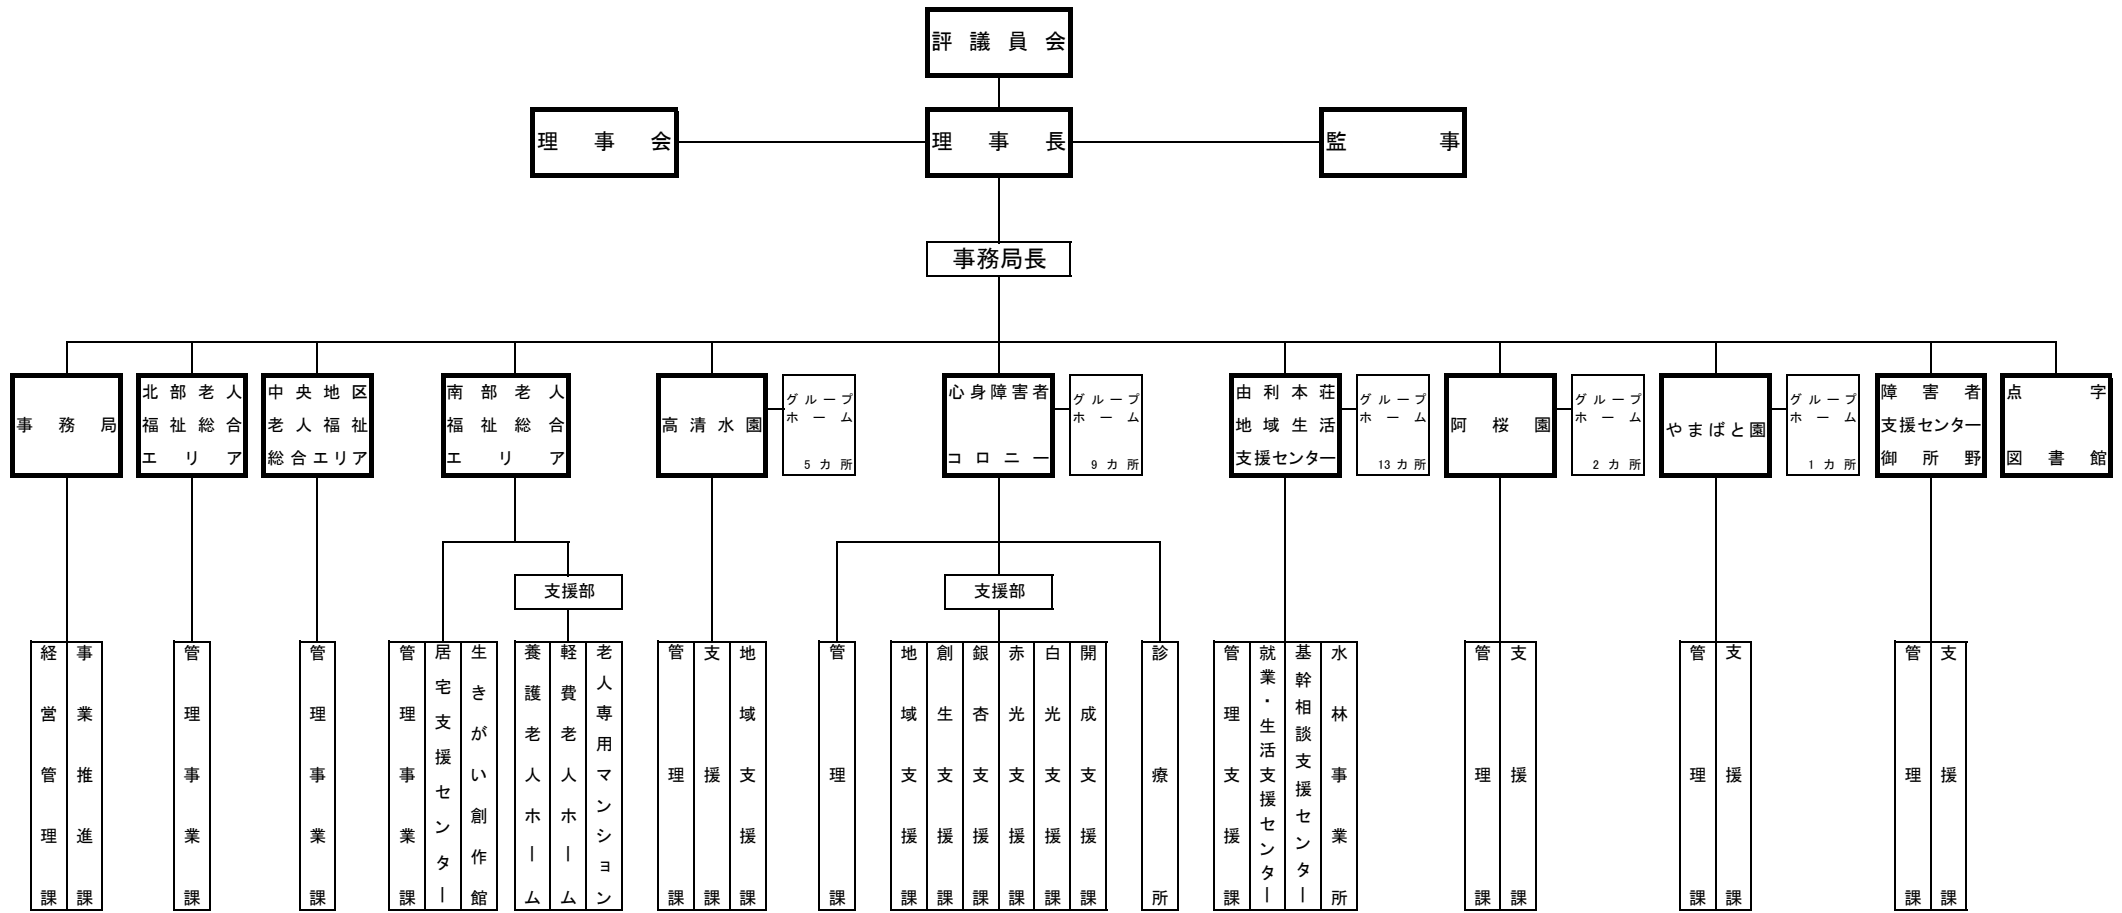 評議員会
理事会
理事長
監事
事務局長
事務局
北部老人
福祉総合
エリア
中央地区
老人福祉
総合エリア
南部老人
福祉総合
エリア
高清水園
グループ
ホーム
5カ所
心身障害者
コロニー
グループ
ホーム
9カ所
由利本荘
地域生活
支援センター
グループ
ホーム
13カ所
阿桜園
グループ
ホーム
2カ所
やまばと園
グループ
ホーム
1カ所
障害者
支援センター
御所野
点字
図書館
支援部
支援部
経営管理課
事業推進課
管理事業課
管理事業課
管理事業課
居宅支援センター
生きがい創作館
養護老人ホーム
軽費老人ホーム
老人専用マンション
管理課
支援課
地域支援課
管理課
地域支援課
創生支援課
銀杏支援課
赤光支援課
白光支援課
開成支援課
診療所
管理支援課
就業・生活支援センター
基幹相談支援センター
水林事業所
管理課
支援課
管理課
支援課
管理課
支援課